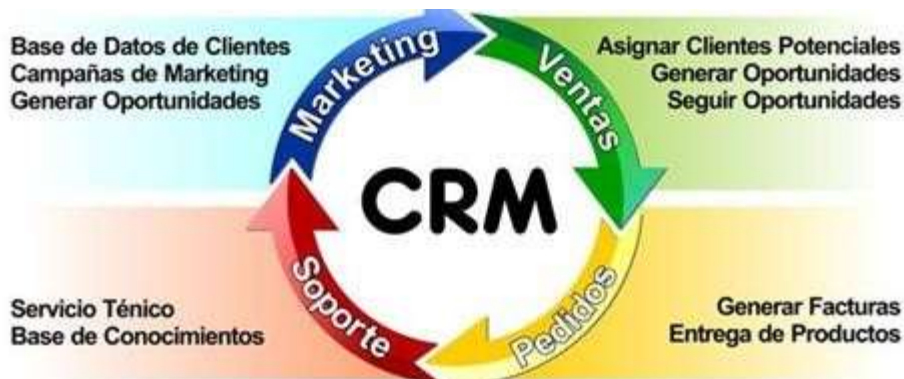 Base de Datos de Clientes
Campañas de Marketing
Generar Oportunidades
Marketing
Ventas
Asignar Clientes Potenciales
Generar Oportunidades
Seguir Oportunidades
CRM
Servicio Ténico
Base de Conocimientos
Soporte
Pedidos
Generar Facturas
Entrega de Productos